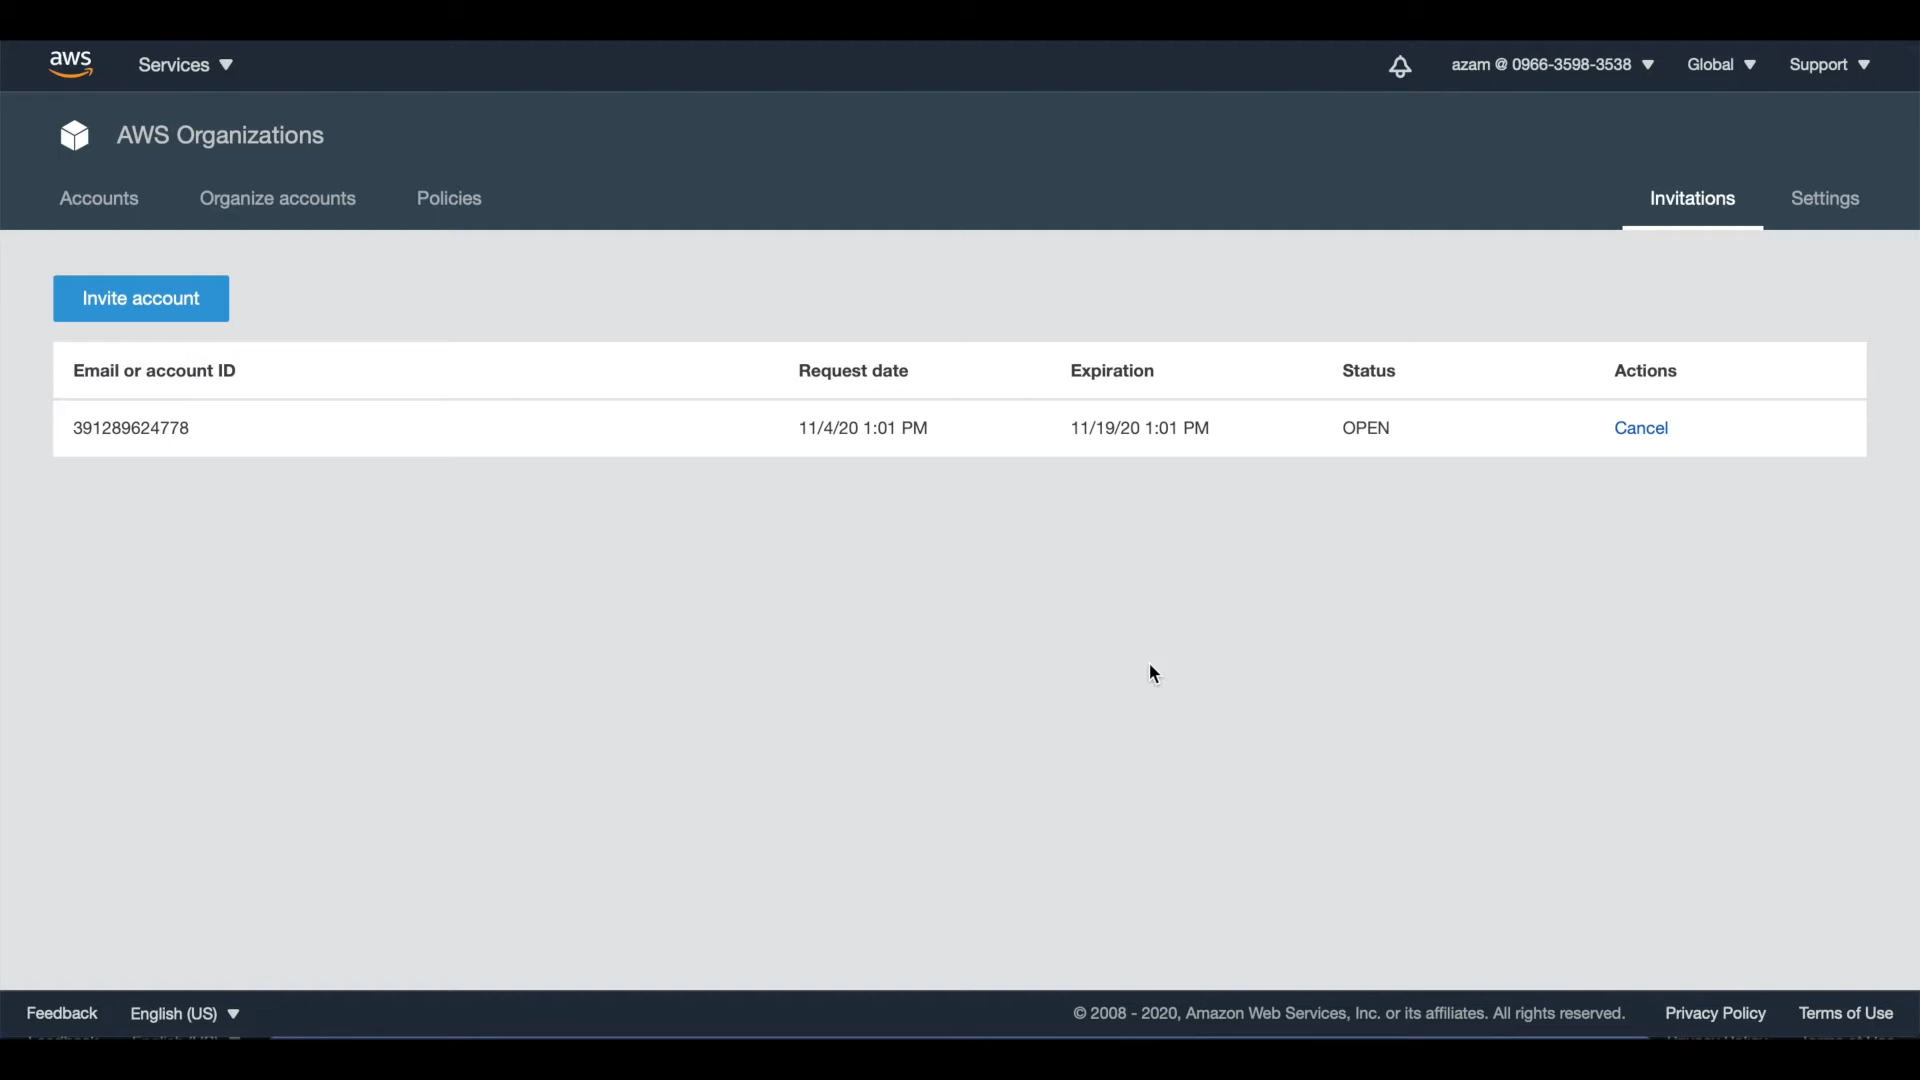 aws Services azam @ 0966-3598-3538 Global Support
AWS Organizations
Accounts Organize accounts Policies Invitations Settings
Invite account
Email or account ID Request date Expiration Status Actions
391289624778 11/4/20 1:01 PM 11/19/20 1:01 PM OPEN Cancel
Feedback English (US) © 2008 - 2020, Amazon Web Services, Inc. or its affiliates. All rights reserved. Privacy Policy Terms of Use